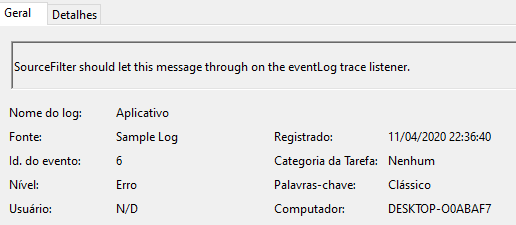 Geral Detalhes
SourceFilter should let this message through on the eventLog trace listener.
Nome do log: Aplicativo
Fonte: Sample Log Registrado: 11/04/2020 22:36:40
Id. do evento: 6 Categoria da Tarefa: Nenhum
Nível: Erro Palavras-chave: Clássico
Usuário: N/D Computador: DESKTOP-O0ABAF7